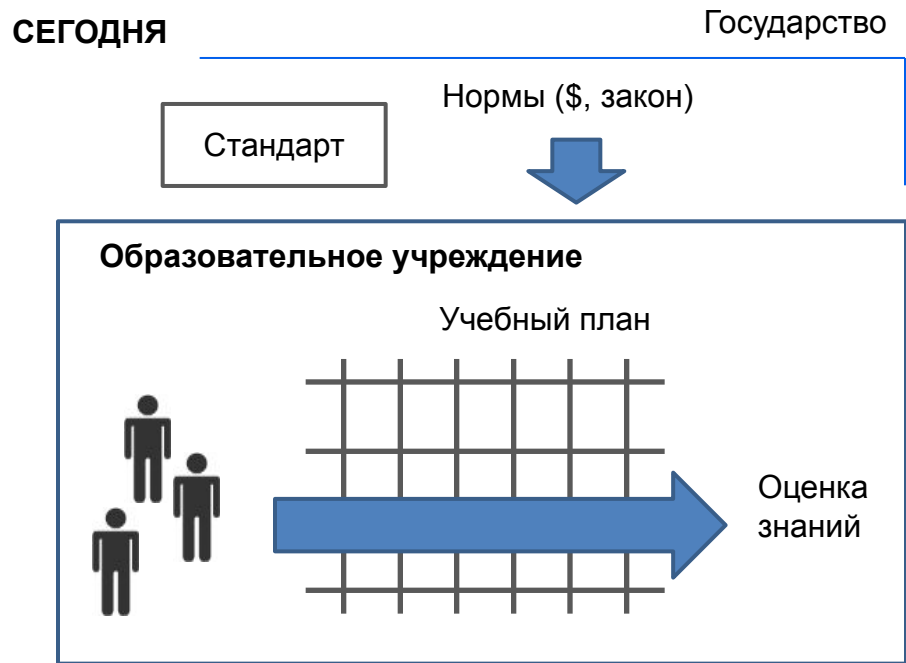 СЕГОДНЯ
Государство
Нормы ($, закон)
Стандарт
Образовательное учреждение
Учебный план
Оценка
знаний